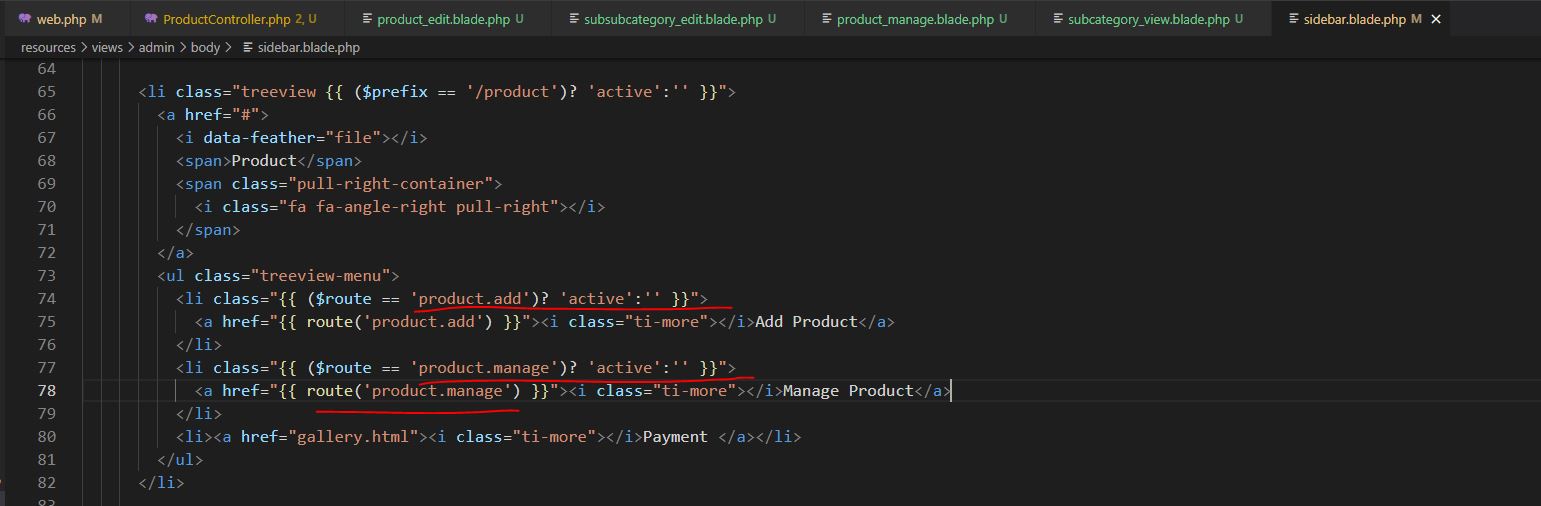 web.php M ProductController.php 2, U product_edit.blade.php U subsubcategory_edit.blade.php U product_manage.blade.php U subcategory_view.blade.php U sidebar.blade.php M ×
resources > views > admin > body > sidebar.blade.php
64
65 <li class="treeview {{ ($prefix == '/product')? 'active':'' }}">
66 <a href="#">
67 <i data-feather="file"></i>
68 <span>Product</span>
69 <span class="pull-right-container">
70 <i class="fa fa-angle-right pull-right"></i>
71 </span>
72 </a>
73 <ul class="treeview-menu">
74 <li class="{{ ($route == 'product.add')? 'active':'' }}">
75 <a href="{{ route('product.add') }}"><i class="ti-more"></i>Add Product</a>
76 </li>
77 <li class="{{ ($route == 'product.manage')? 'active':'' }}">
78 <a href="{{ route('product.manage') }}"><i class="ti-more"></i>Manage Product</a>
79 </li>
80 <li><a href="gallery.html"><i class="ti-more"></i>Payment </a></li>
81 </ul>
82 </li>
83